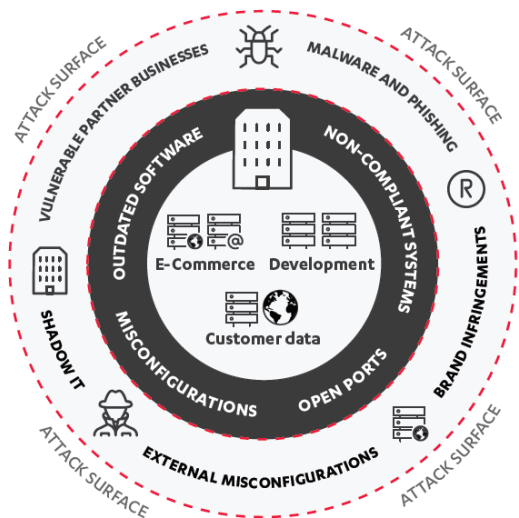 ATTACK SURFACE
ATTACK SURFACE
VULNERABLE PARTNER BUSINESSES
MALWARE AND PHISHING
OUTDATED SOFTWARE
NON-COMPLIANT SYSTEMS
R
@
E-Commerce
Development
Customer data
SHADOW IT
BRAND INFRINGEMENTS
MISCONFIGURATIONS
OPEN PORTS
EXTERNAL MISCONFIGURATIONS
ATTACK SURFACE
ATTACK SURFACE